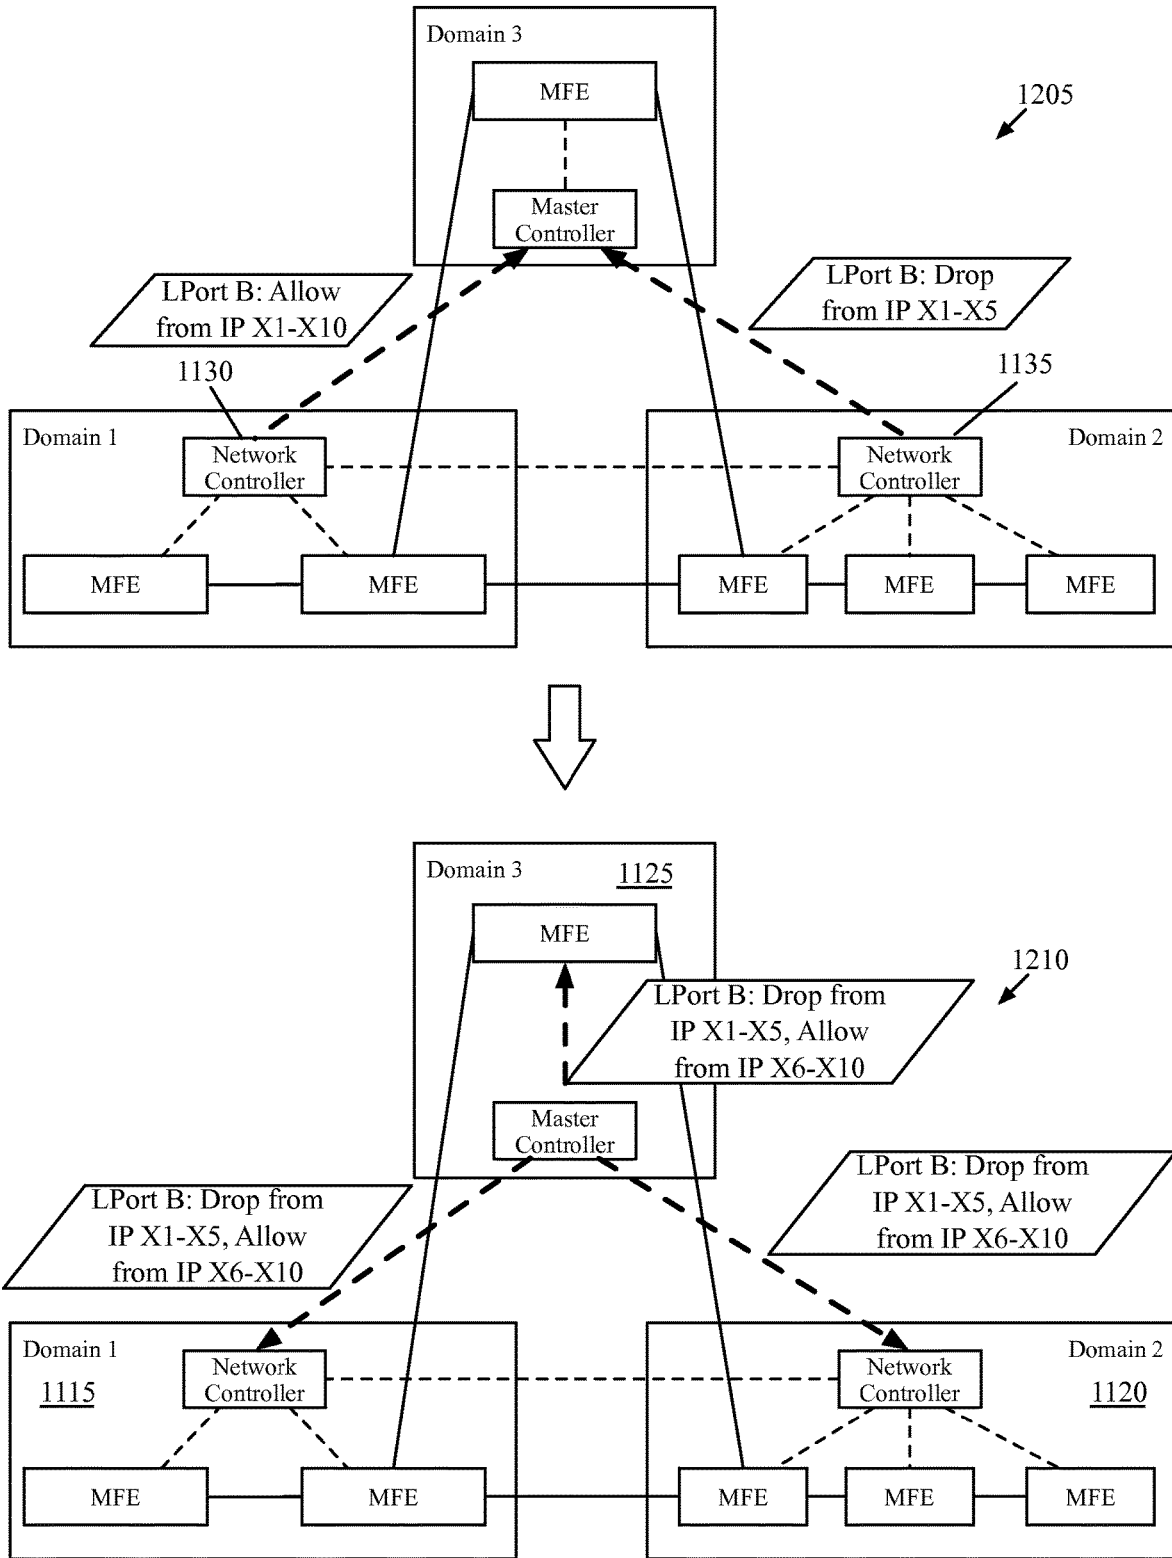 Domain 3
MFE
1205
Master
Controller
LPort B: Allow
from IP X1-X10
LPort B: Drop
from IP X1-X5
1130
1135
Domain 1
Network
Controller
Domain 2
Network
Controller
MFE
MFE
MFE
MFE
MFE
Domain 3
1125
MFE
1210
LPort B: Drop from
IP X1-X5, Allow
from IP X6-X10
Master
Controller
LPort B: Drop from
IP X1-X5, Allow
from IP X6-X10
LPort B: Drop from
IP X1-X5, Allow
from IP X6-X10
Domain 1
1115
Network
Controller
Domain 2
1120
Network
Controller
MFE
MFE
MFE
MFE
MFE